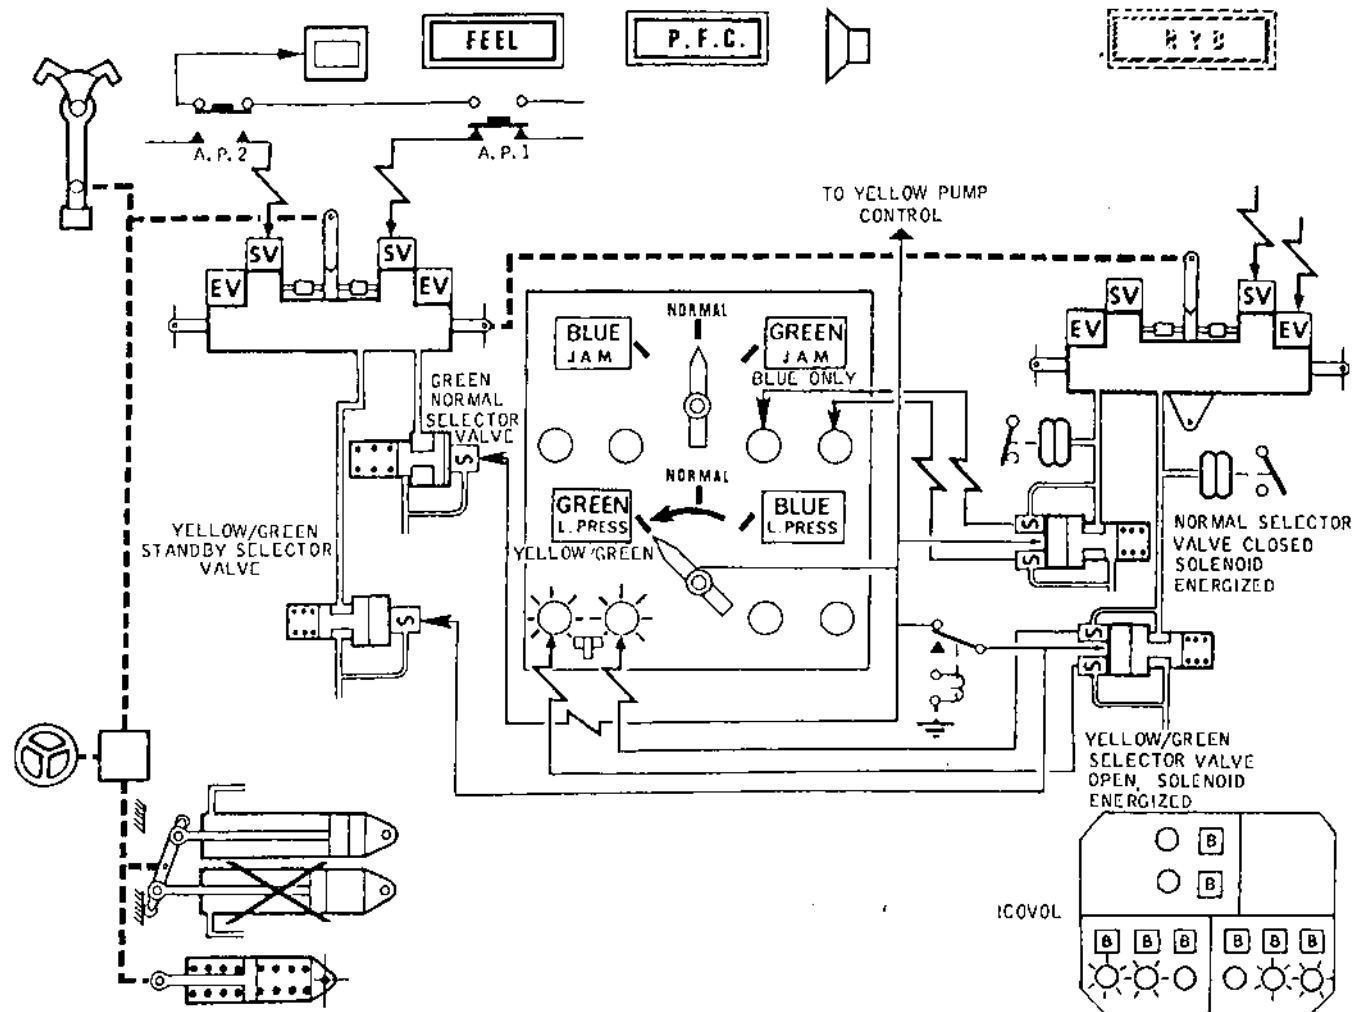 FEEL
P.F.C.
HYD
A.P.2
A.P.1
TO YELLOW PUMP
CONTROL
SV
SV
EV
EV
SV
SV
EV
EV
NORMAL
BLUE
JAM
GREEN
JAM
BLUE ONLY
GREEN
NORMAL
SELECTOR
VALVE
S
NORMAL
GREEN
L.PRESS
BLUE
L.PRESS
YELLOW/GREEN
YELLOW/GREEN
STANDBY SELECTOR
VALVE
S
S
S
NORMAL SELECTOR
VALVE CLOSED
SOLENOID
ENERGIZED
S
S
YELLOW/GREEN
SELECTOR VALVE
OPEN, SOLENOID
ENERGIZED
ICOVOL
B
B
B B B B B B